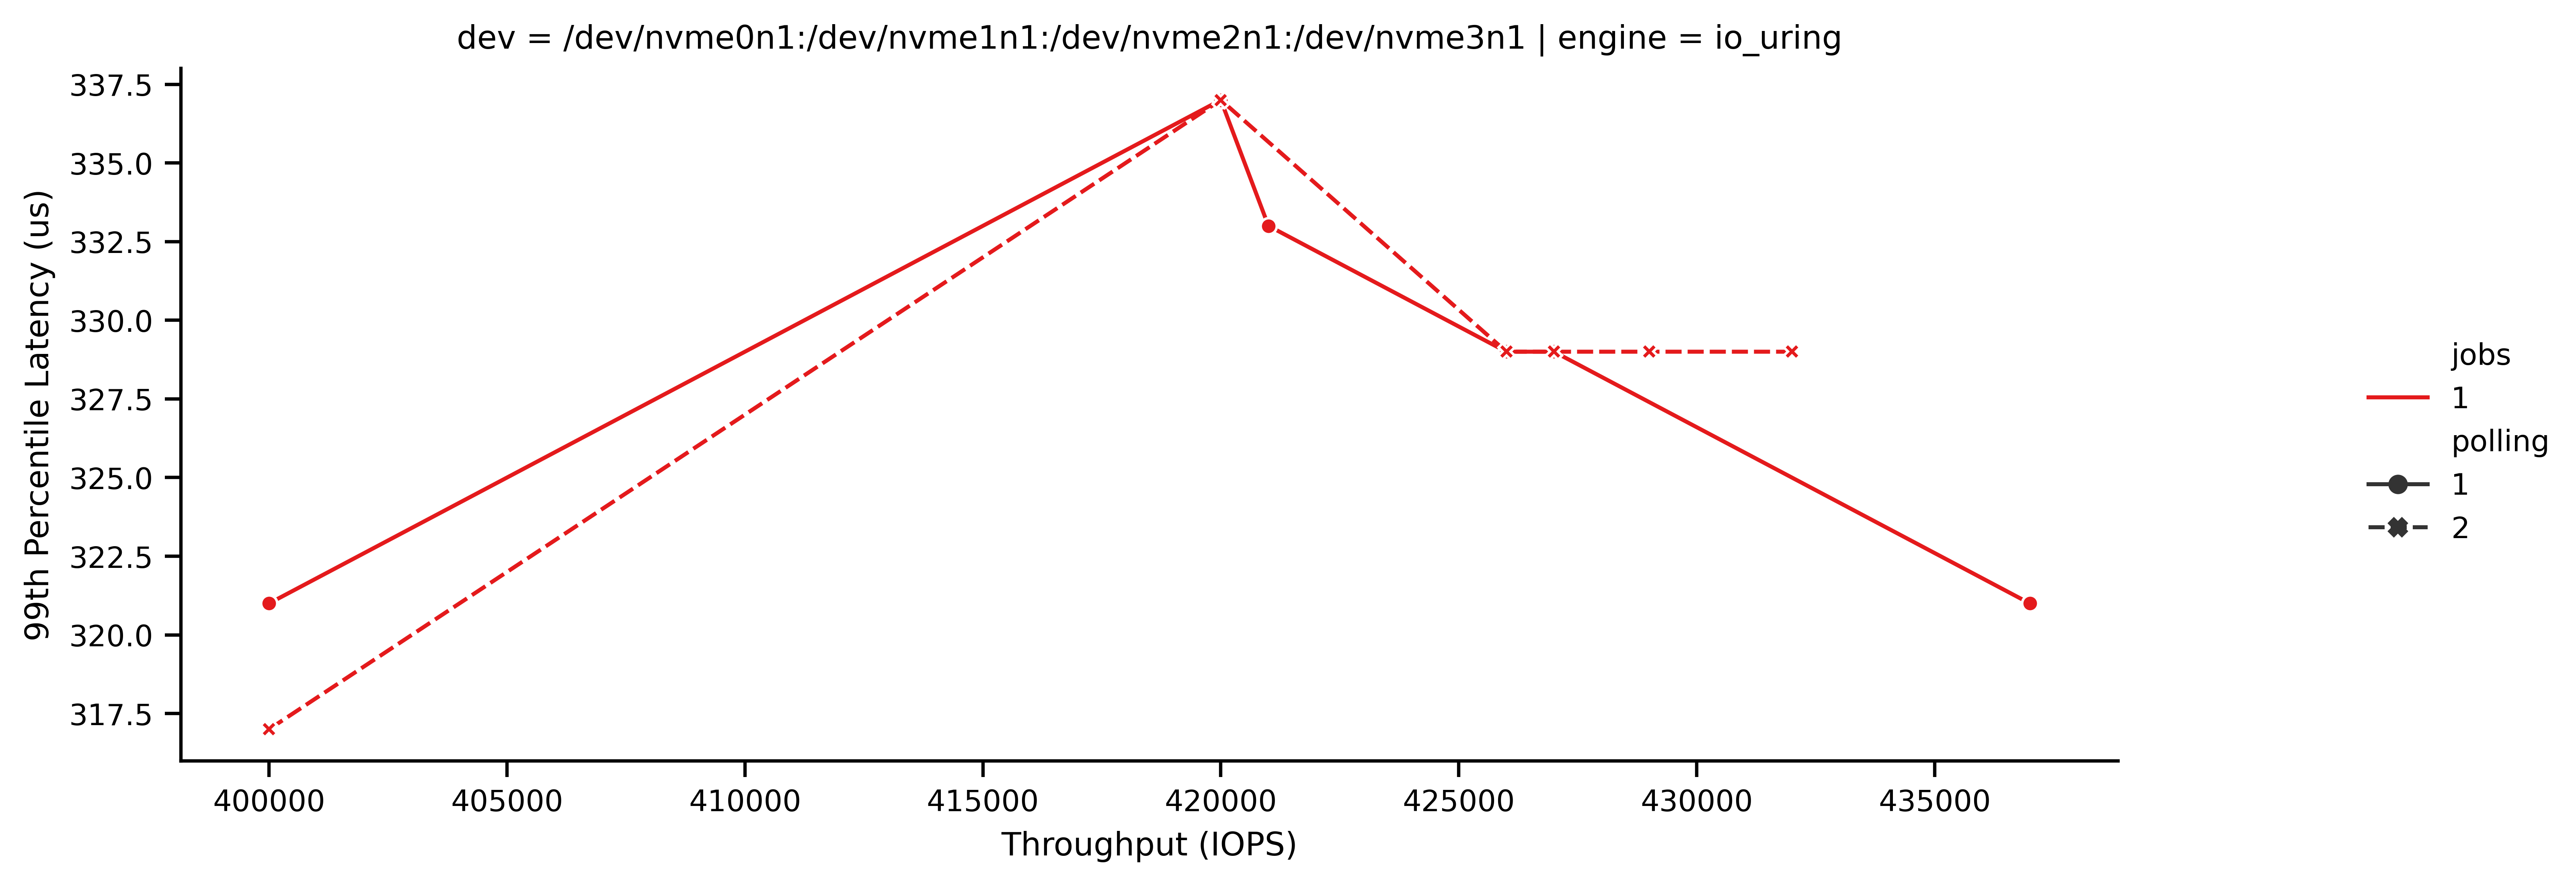 dev = /dev/nvme0n1:/dev/nvme1n1:/dev/nvme2n1:/dev/nvme3n1 | engine = io_uring
99th Percentile Latency (us)
337.5
335.0
332.5
330.0
327.5
325.0
322.5
320.0
317.5
400000 405000 410000 415000 420000 425000 430000 435000
Throughput (IOPS)
jobs
1
polling
1
2